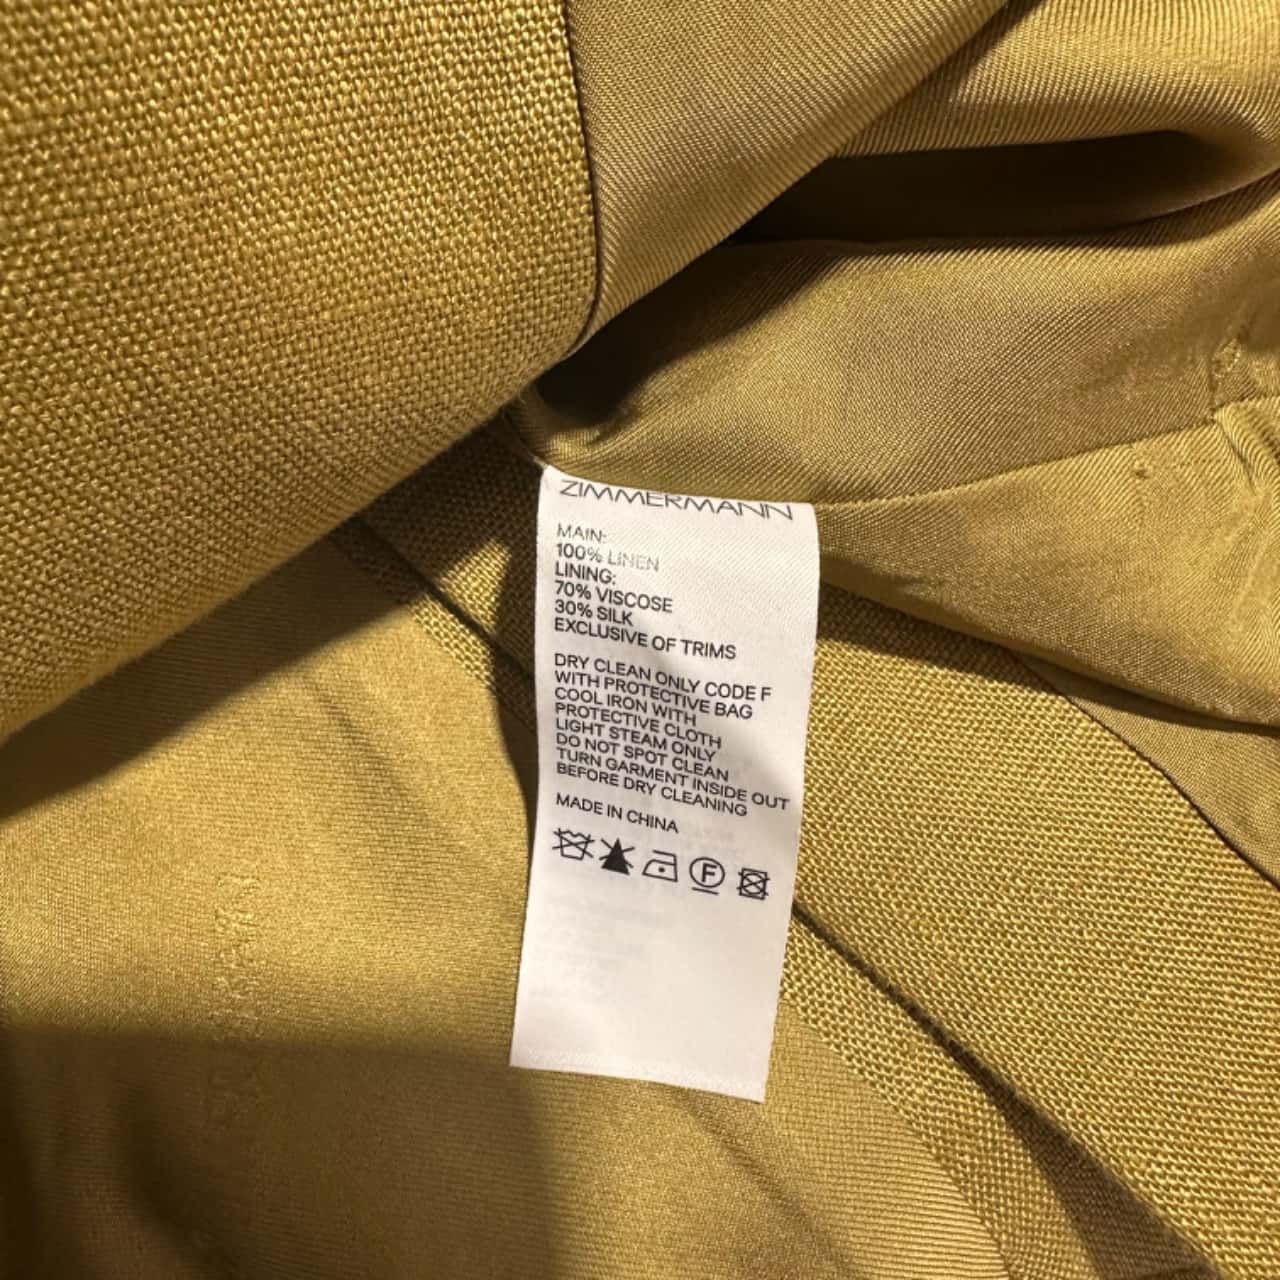 ZIMMERMANN
MAIN:
100% LINEN
LINING:
70% VISCOSE
30% SILK
EXCLUSIVE OF TRIMS
DRY CLEAN ONLY CODE F
WITH PROTECTIVE BAG
COOL IRON WITH
PROTECTIVE CLOTH
LIGHT STEAM ONLY
DO NOT SPOT CLEAN
TURN GARMENT INSIDE OUT
BEFORE DRY CLEANING
MADE IN CHINA
F